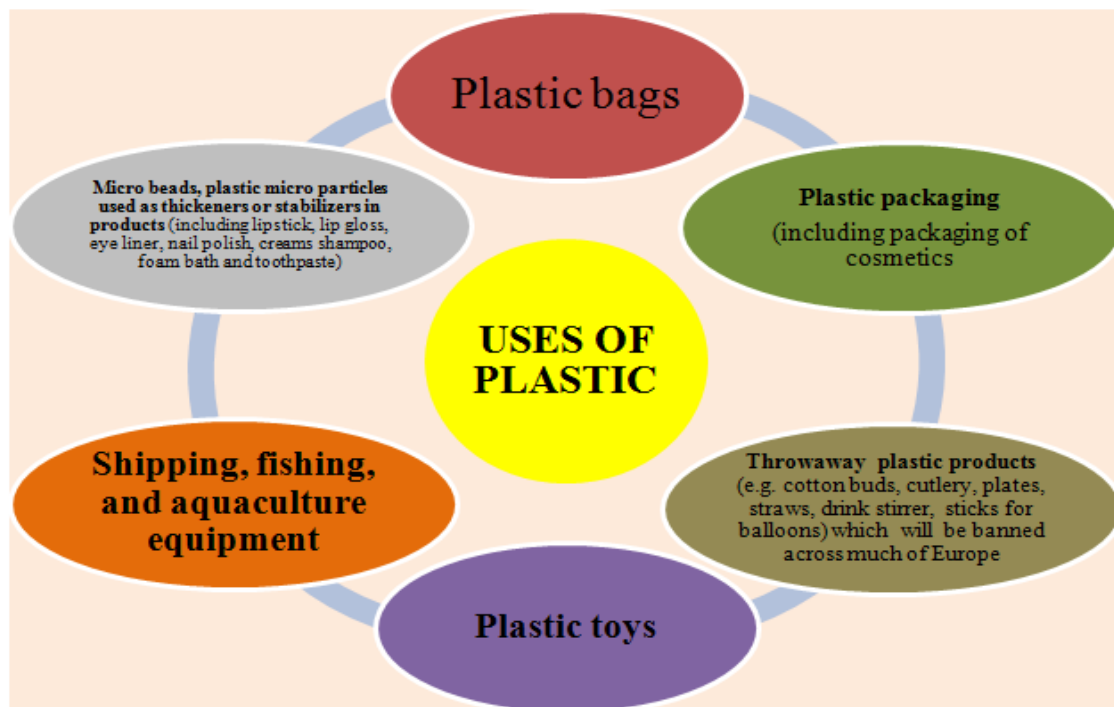 Plastic bags
Plastic packaging
(including packaging of
cosmetics
Throwaway plastic products
(e.g. cotton buds, cutlery, plates,
straws, drink stirrer, sticks for
balloons) which will be banned
across much of Europe
Plastic toys
Shipping, fishing,
and aquaculture
equipment
Micro beads, plastic micro particles
used as thickeners or stabilizers in
products (including lipstick, lip gloss,
eye liner, nail polish, creams shampoo,
foam bath and toothpaste)
USES OF
PLASTIC